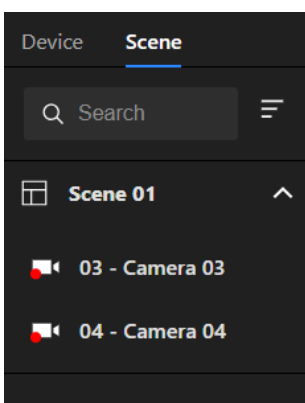 Device Scene
Search
Scene 01
03 - Camera 03
04 - Camera 04